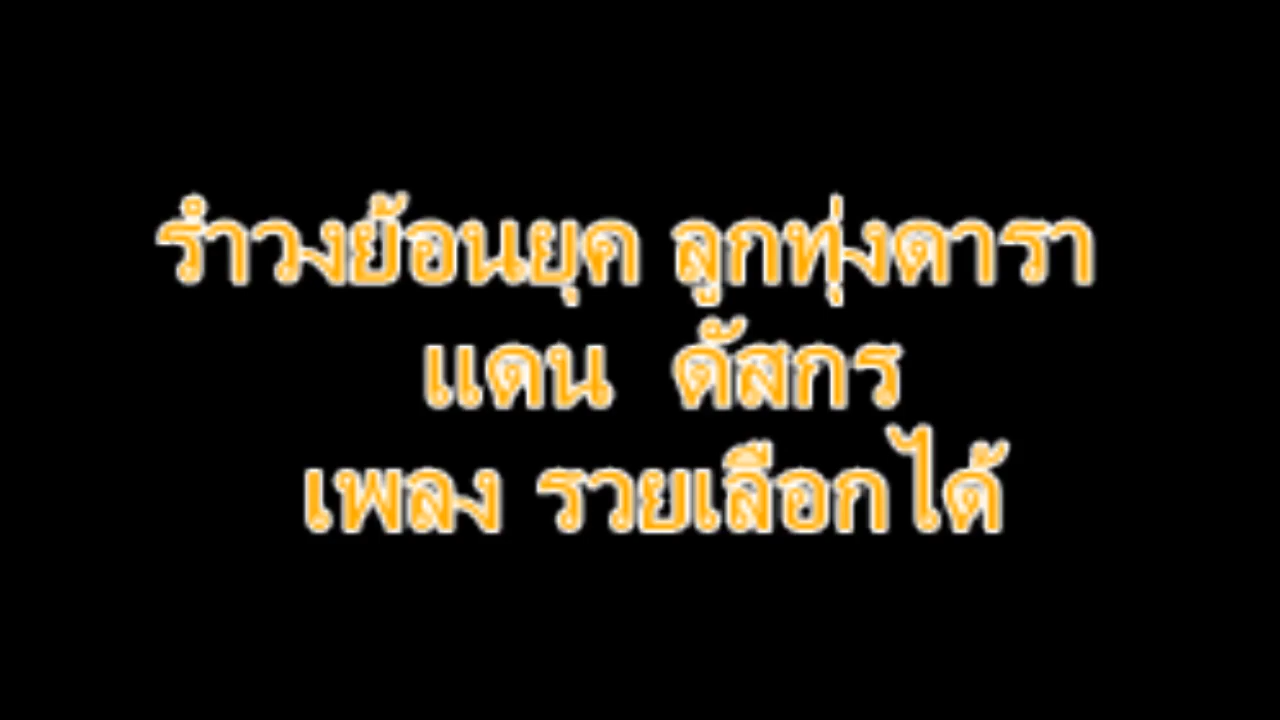 รำวงย้อนยุค ลูกทุ่งดารา
แดน ดัสกร
เพลง รวยเลือกได้